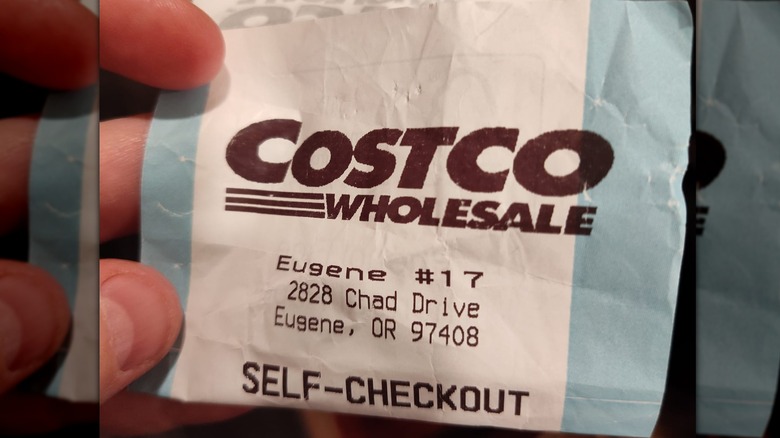 COSTCO
WHOLESALE
Eugene #17
2828 Chad Drive
Eugene, OR 97408
SELF-CHECKOUT